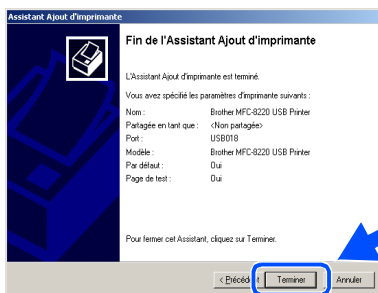 Assistant Ajout d'imprimante
Fin de l'Assistant Ajout d'imprimante
L'Assistant Ajout d'imprimante est terminé.
Vous avez spécifié les paramètres d'imprimante suivants :
Nom : Brother MFC-8220 USB Printer
Partagée en tant que : <Non partagée>
Port : USB018
Modèle : Brother MFC-8220 USB Printer
Par défaut : Oui
Page de test : Oui
Pour fermer cet Assistant, cliquez sur Terminer.
< Précédent Terminer Annuler